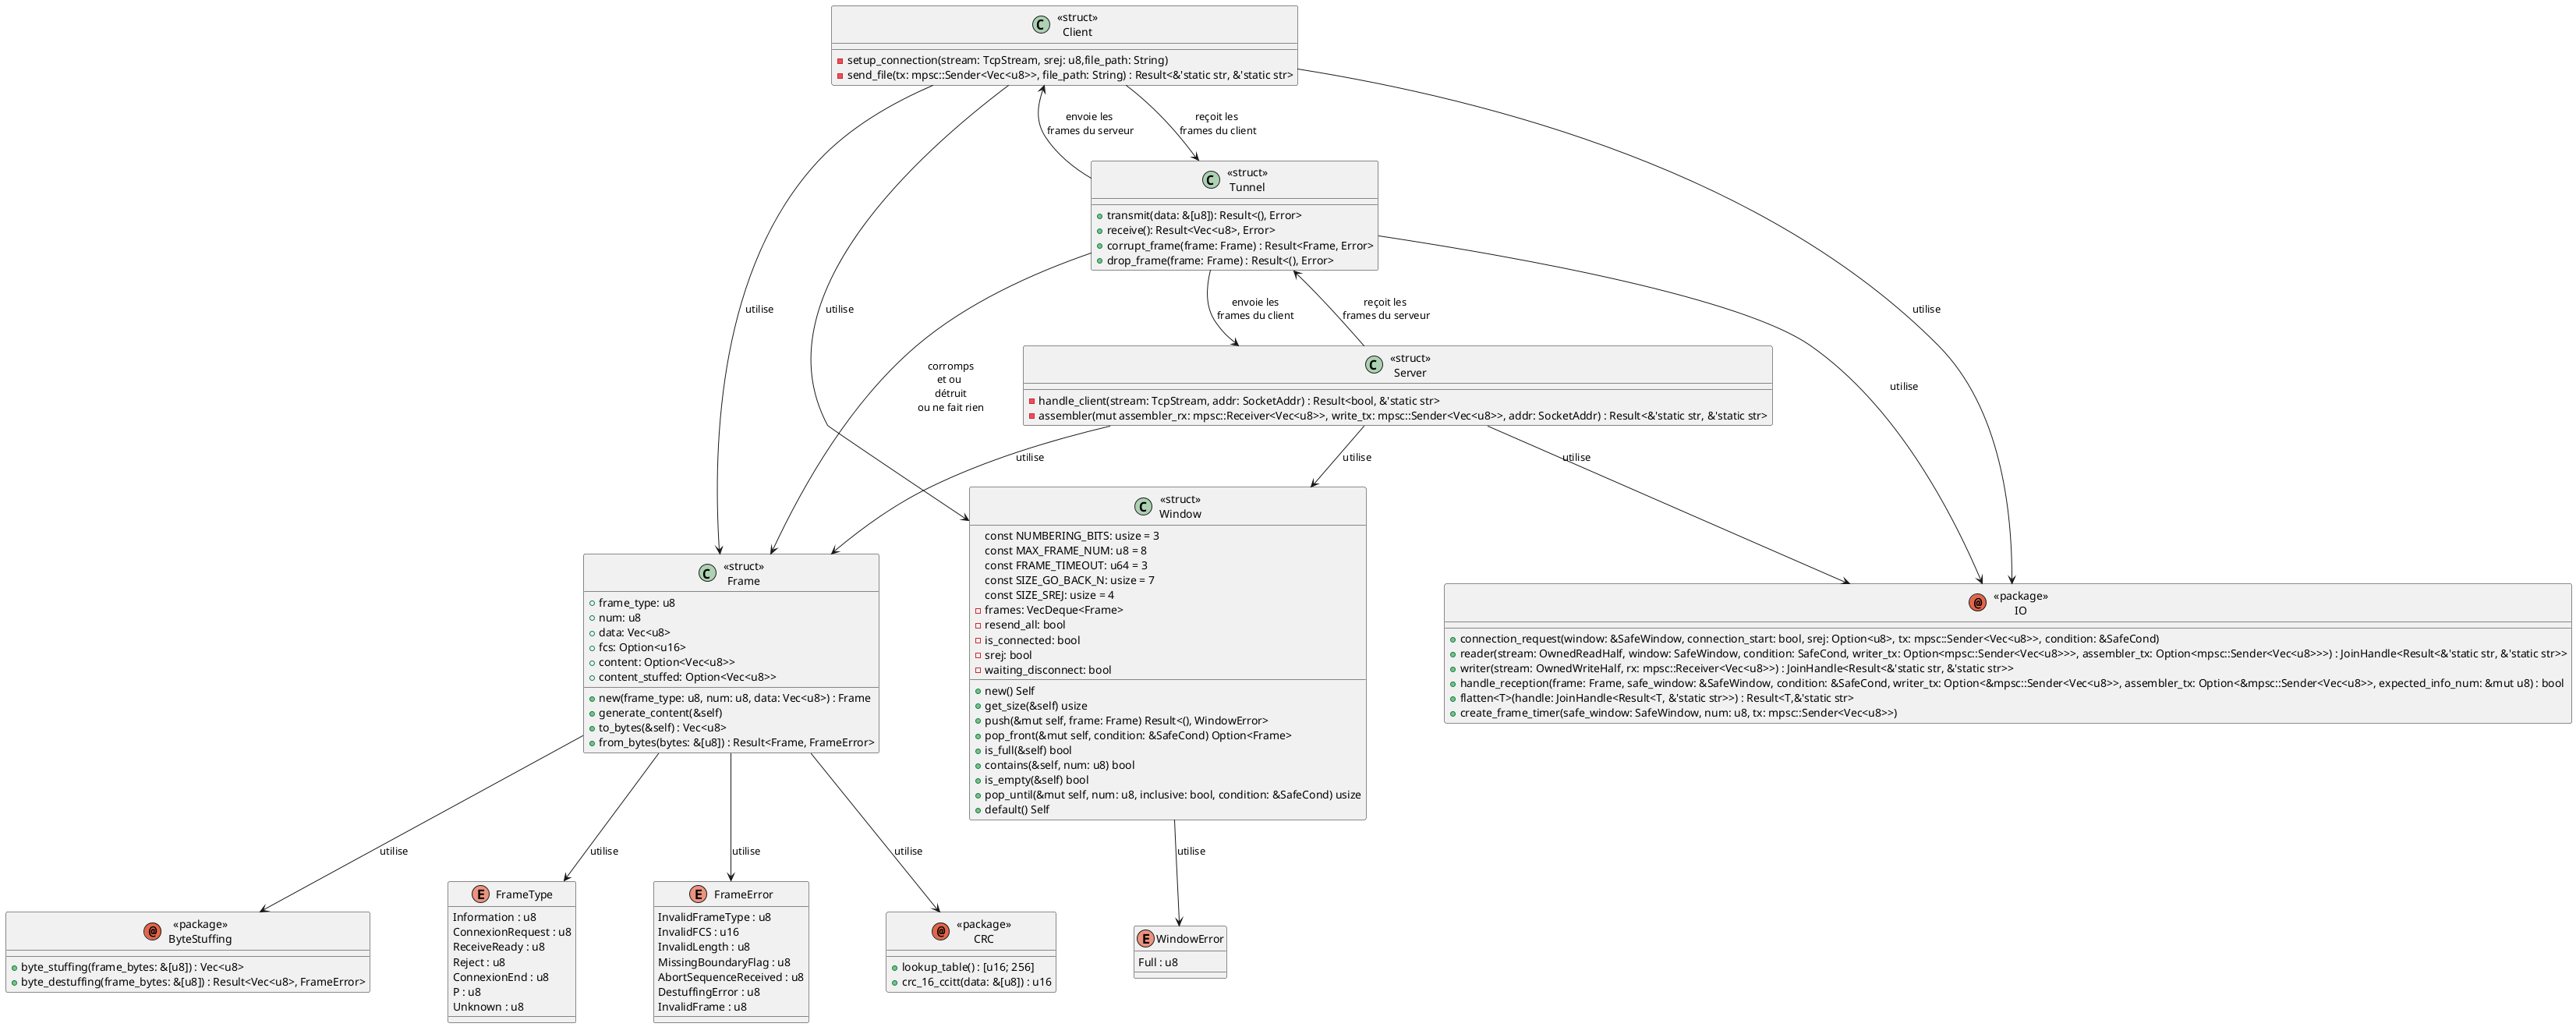 «struct»
Client
setup_connection(stream: TcpStream, srej: u8,file_path: String)
send_file(tx: mpsc::Sender<Vec<u8>>, file_path: String) : Result<&'static str, &'static str>
envoie les
frames du serveur
reçoit les
frames du client
«struct»
Tunnel
transmit(data: &[u8]): Result<(), Error>
receive(): Result<Vec<u8>, Error>
corrupt_frame(frame: Frame) : Result<Frame, Error>
drop_frame(frame: Frame) : Result<(), Error>
utilise
utilise
envoie les
frames du client
reçoit les
frames du serveur
utilise
corromps
et ou
détruit
ou ne fait rien
utilise
«struct»
Server
handle_client(stream: TcpStream, addr: SocketAddr) : Result<bool, &'static str>
assembler(mut assembler_rx: mpsc::Receiver<Vec<u8>>, write_tx: mpsc::Sender<Vec<u8>>, addr: SocketAddr) : Result<&'static str, &'static str>
utilise
utilise
utilise
«struct»
Frame
frame_type: u8
num: u8
data: Vec<u8>
fcs: Option<u16>
content: Option<Vec<u8>>
content_stuffed: Option<Vec<u8>>
new(frame_type: u8, num: u8, data: Vec<u8>) : Frame
generate_content(&self)
to_bytes(&self) : Vec<u8>
from_bytes(bytes: &[u8]) : Result<Frame, FrameError>
«struct»
Window
const NUMBERING_BITS: usize = 3
const MAX_FRAME_NUM: u8 = 8
const FRAME_TIMEOUT: u64 = 3
const SIZE_GO_BACK_N: usize = 7
const SIZE_SREJ: usize = 4
frames: VecDeque<Frame>
resend_all: bool
is_connected: bool
srej: bool
waiting_disconnect: bool
new() Self
get_size(&self) usize
push(&mut self, frame: Frame) Result<(), WindowError>
pop_front(&mut self, condition: &SafeCond) Option<Frame>
is_full(&self) bool
contains(&self, num: u8) bool
is_empty(&self) bool
pop_until(&mut self, num: u8, inclusive: bool, condition: &SafeCond) usize
default() Self
@
«package»
IO
connection_request(window: &SafeWindow, connection_start: bool, srej: Option<u8>, tx: mpsc::Sender<Vec<u8>>, condition: &SafeCond)
reader(stream: OwnedReadHalf, window: SafeWindow, condition: SafeCond, writer_tx: Option<mpsc::Sender<Vec<u8>>>, assembler_tx: Option<mpsc::Sender<Vec<u8>>>) : JoinHandle<Result<&'static str, &'static str>>
writer(stream: OwnedWriteHalf, rx: mpsc::Receiver<Vec<u8>>) : JoinHandle<Result<&'static str, &'static str>>
handle_reception(frame: Frame, safe_window: &SafeWindow, condition: &SafeCond, writer_tx: Option<&mpsc::Sender<Vec<u8>>, assembler_tx: Option<&mpsc::Sender<Vec<u8>>, expected_info_num: &mut u8) : bool
flatten<T>(handle: JoinHandle<Result<T, &'static str>>) : Result<T,&'static str>
create_frame_timer(safe_window: SafeWindow, num: u8, tx: mpsc::Sender<Vec<u8>>)
utilise
utilise
utilise
utilise
utilise
@
«package»
ByteStuffing
byte_stuffing(frame_bytes: &[u8]) : Vec<u8>
byte_destuffing(frame_bytes: &[u8]) : Result<Vec<u8>, FrameError>
E
FrameType
Information : u8
ConnexionRequest : u8
ReceiveReady : u8
Reject : u8
ConnexionEnd : u8
P : u8
Unknown : u8
E
FrameError
InvalidFrameType : u8
InvalidFCS : u16
InvalidLength : u8
MissingBoundaryFlag : u8
AbortSequenceReceived : u8
DestuffingError : u8
InvalidFrame : u8
@
«package»
CRC
lookup_table() : [u16; 256]
crc_16_ccitt(data: &[u8]) : u16
E
WindowError
Full : u8